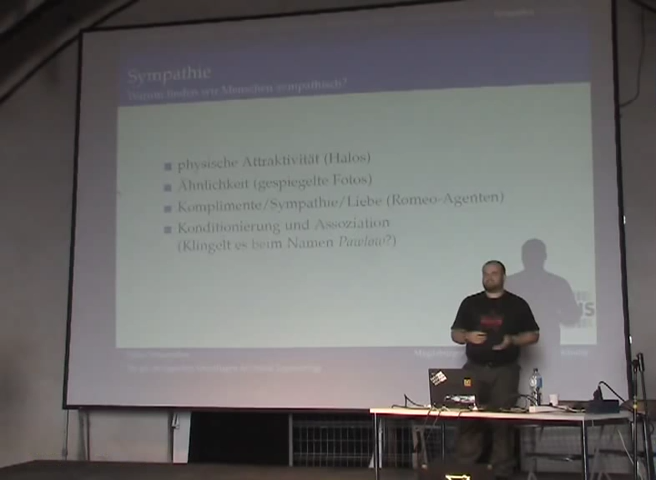 Sympathie
Warum finden wir Menschen sympathisch?
physische Attraktivität (Halos)
Ähnlichkeit (gespiegelte Fotos)
Komplimente/Sympathie/Liebe (Romeo-Agenten)
Konditionierung und Assoziation
(Klingelt es beim Namen Pawlow?)